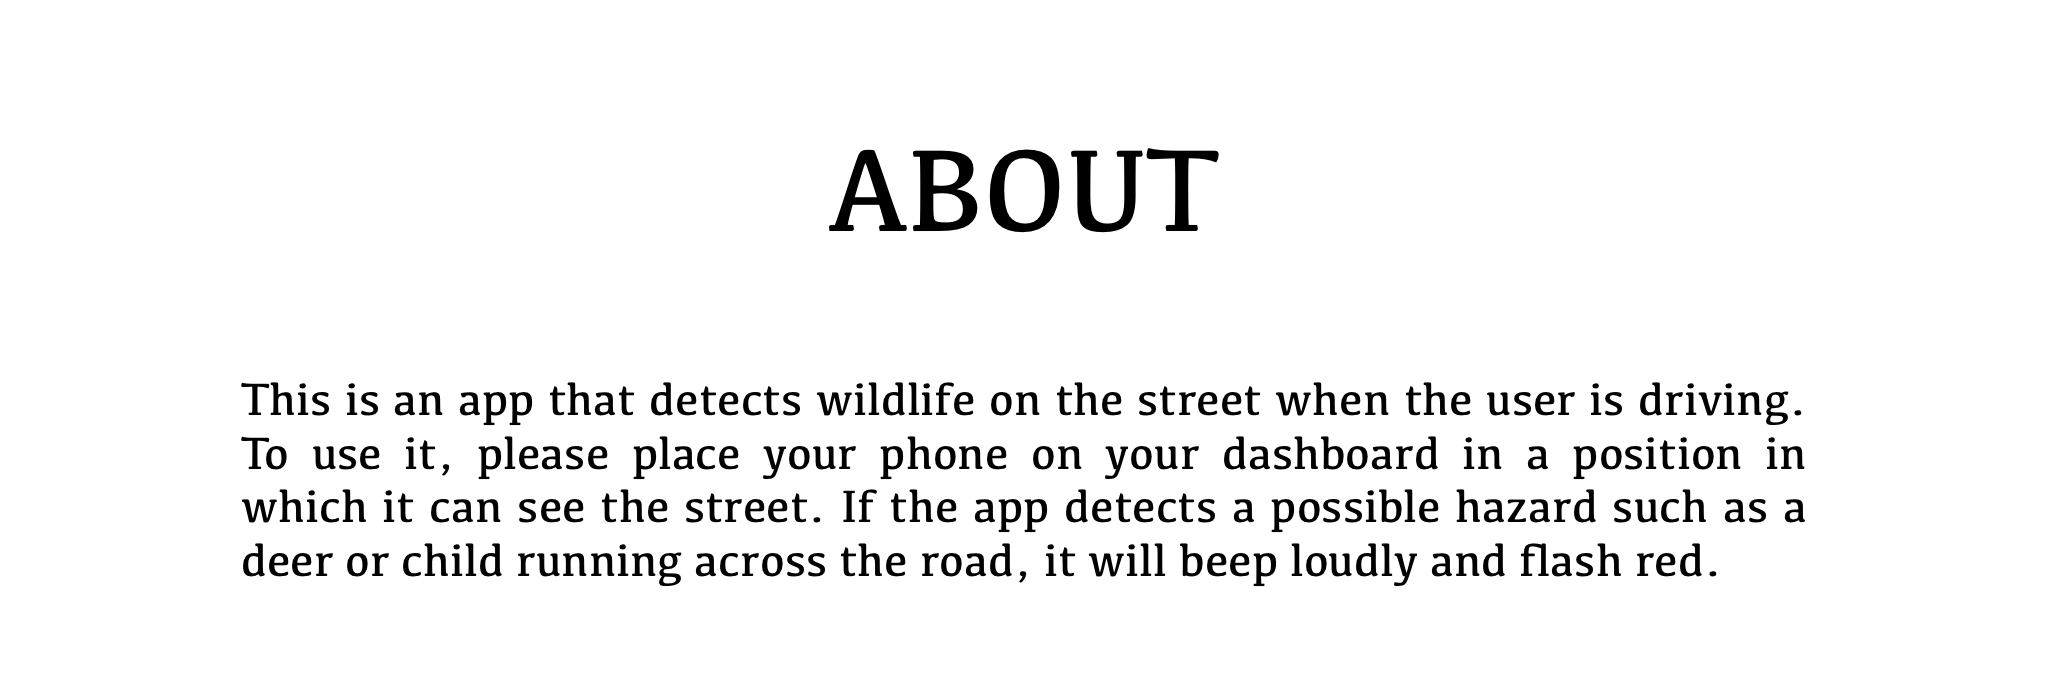 ABOUT
This is an app that detects wildlife on the street when the user is driving.
To use it, please place your phone on your dashboard in a position in
which it can see the street. If the app detects a possible hazard such as a
deer or child running across the road, it will beep loudly and flash red.